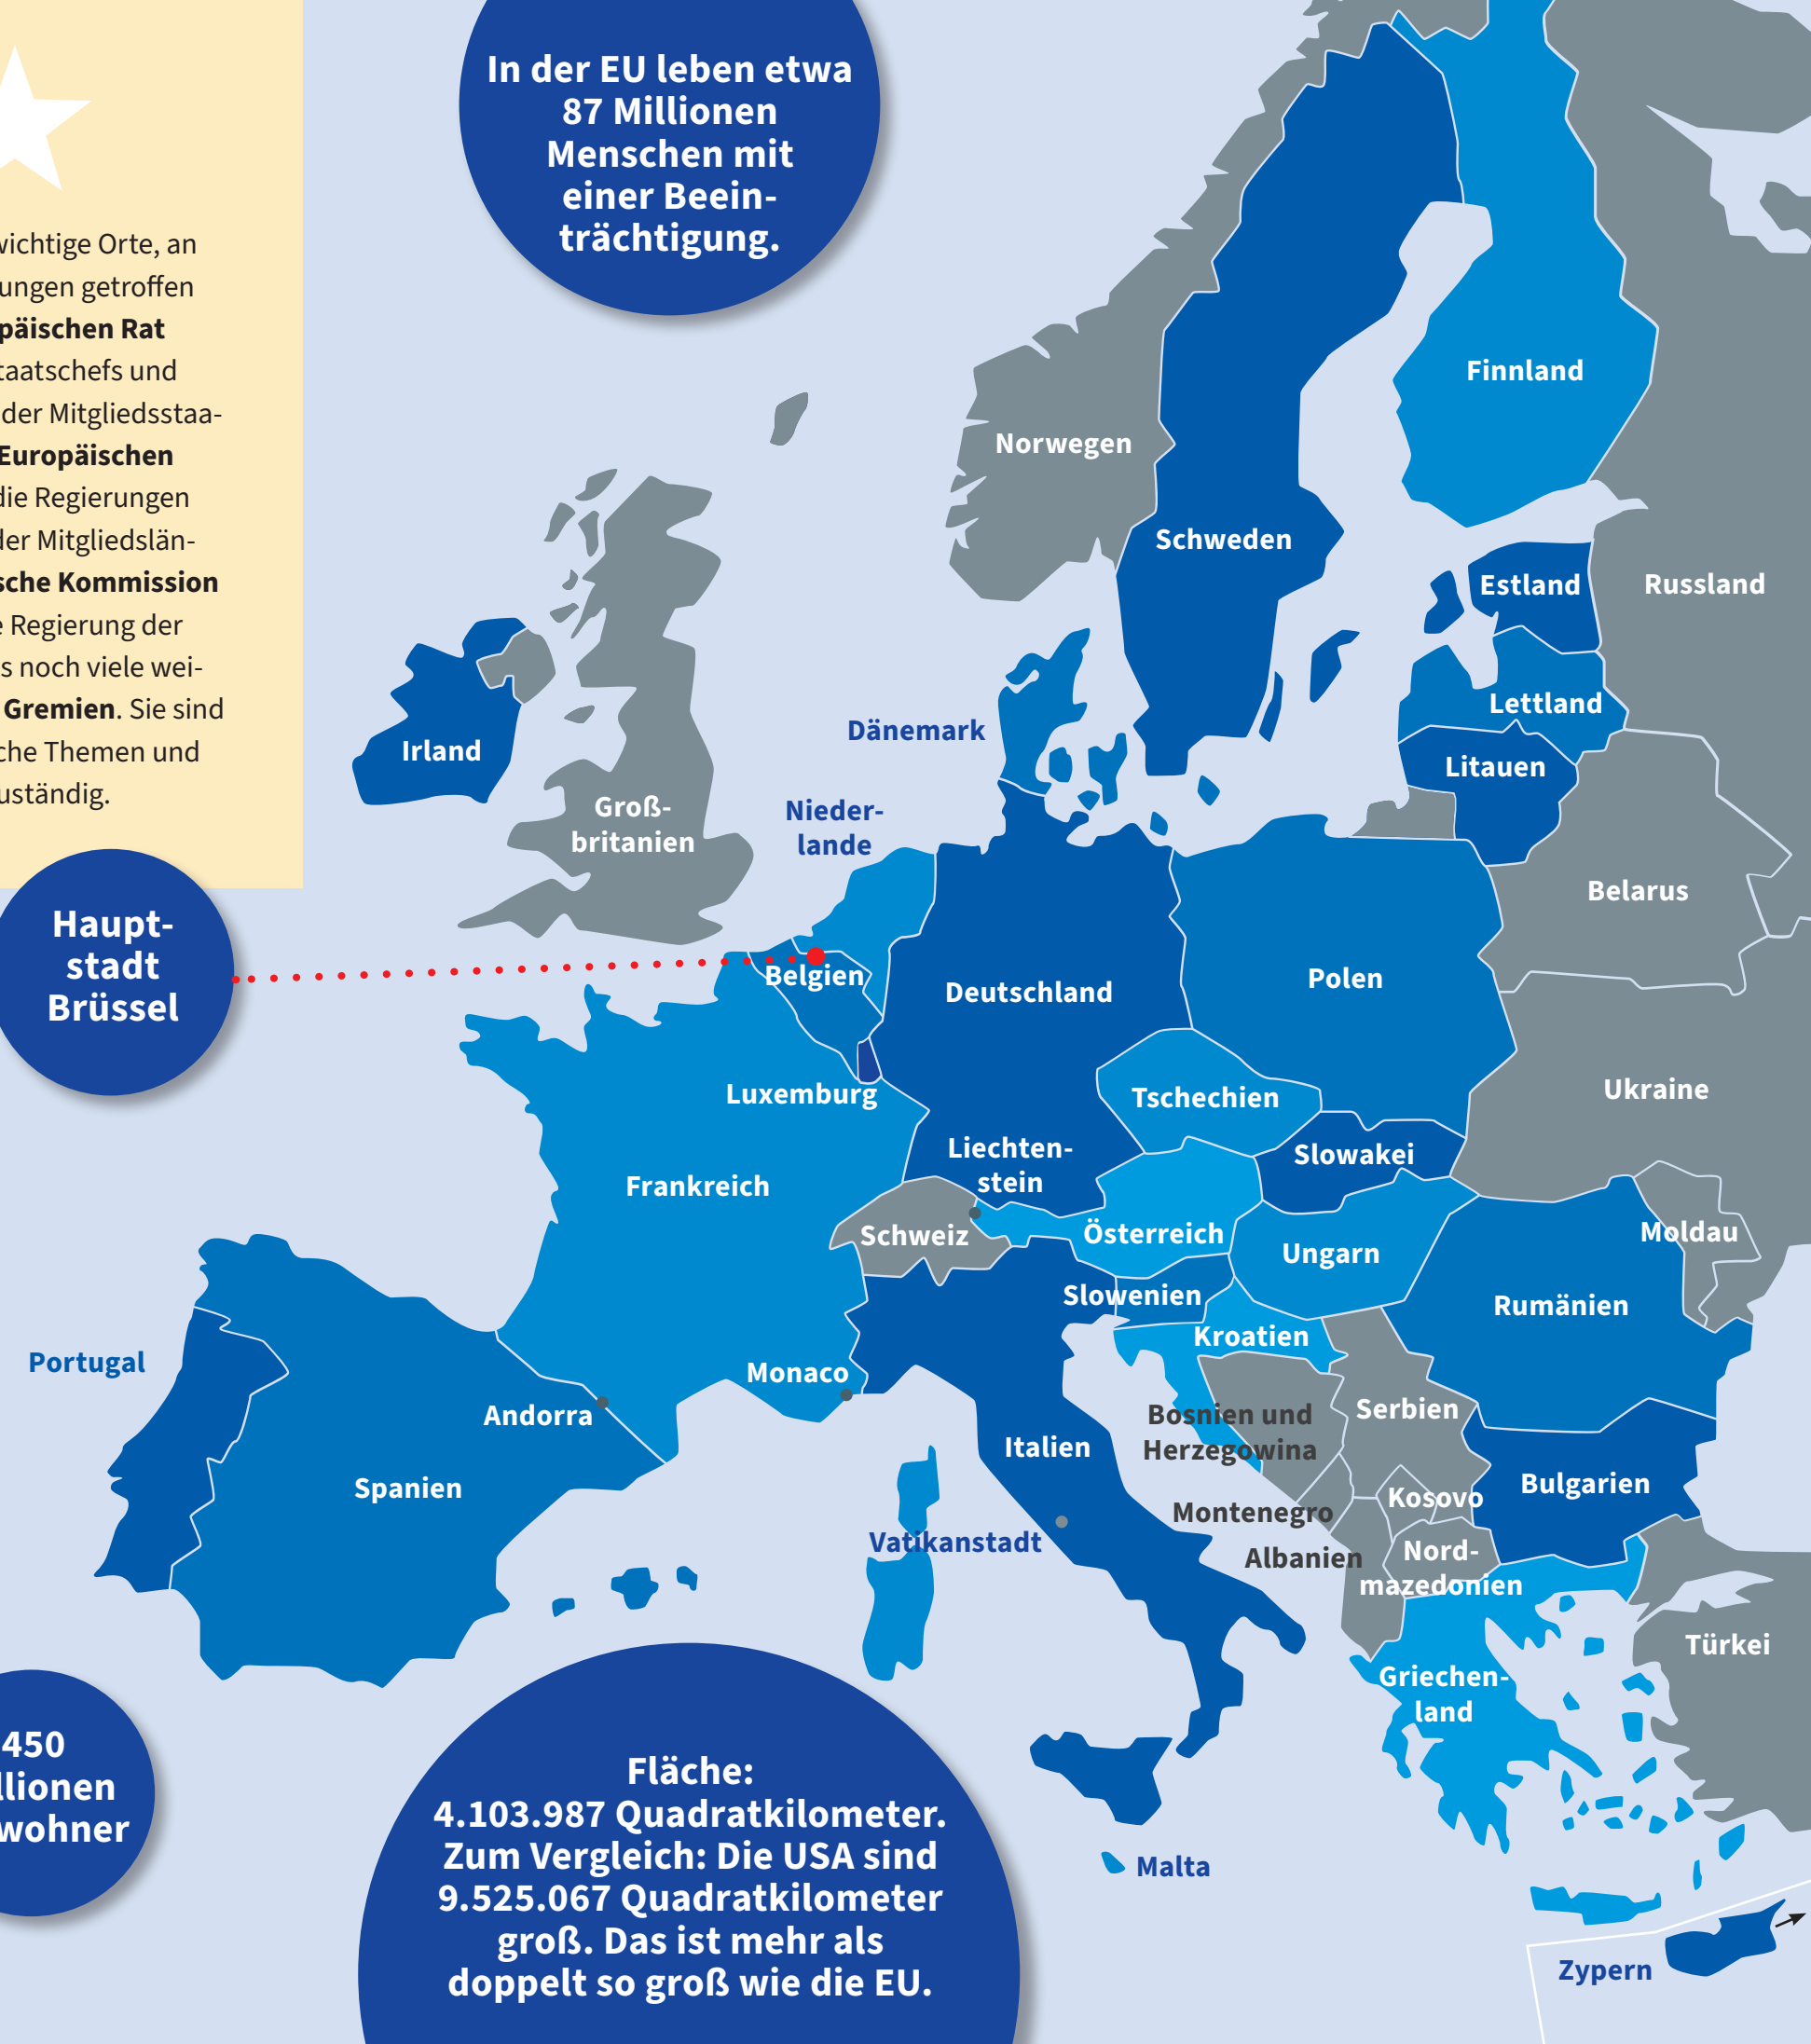 In der EU leben etwa
87 Millionen
Menschen mit
einer Beein-
trächtigung.
wichtige Orte, an
ungen getroffen
päischen Rat
taatschefs und
der Mitgliedsstaa-
Europäischen
die Regierungen
der Mitgliedslän-
sche Kommission
e Regierung der
s noch viele wei-
Gremien. Sie sind
che Themen und
uständig.
Haupt-
stadt
Brüssel
450
llionen
wohner
Fläche:
4.103.987 Quadratkilometer.
Zum Vergleich: Die USA sind
9.525.067 Quadratkilometer
groß. Das ist mehr als
doppelt so groß wie die EU.
Finnland
Norwegen
Schweden
Estland
Russland
Lettland
Dänemark
Irland
Litauen
Groß-
britanien
Nieder-
lande
Belarus
Belgien
Deutschland
Polen
Luxemburg
Tschechien
Ukraine
Liechten-
stein
Slowakei
Frankreich
Schweiz
Österreich
Ungarn
Moldau
Slowenien
Rumänien
Kroatien
Portugal
Monaco
Andorra
Bosnien und
Herzegowina
Serbien
Italien
Spanien
Bulgarien
Kosovo
Montenegro
Vatikanstadt
Albanien
Nord-
mazedonien
Türkei
Griechen-
land
Malta
Zypern